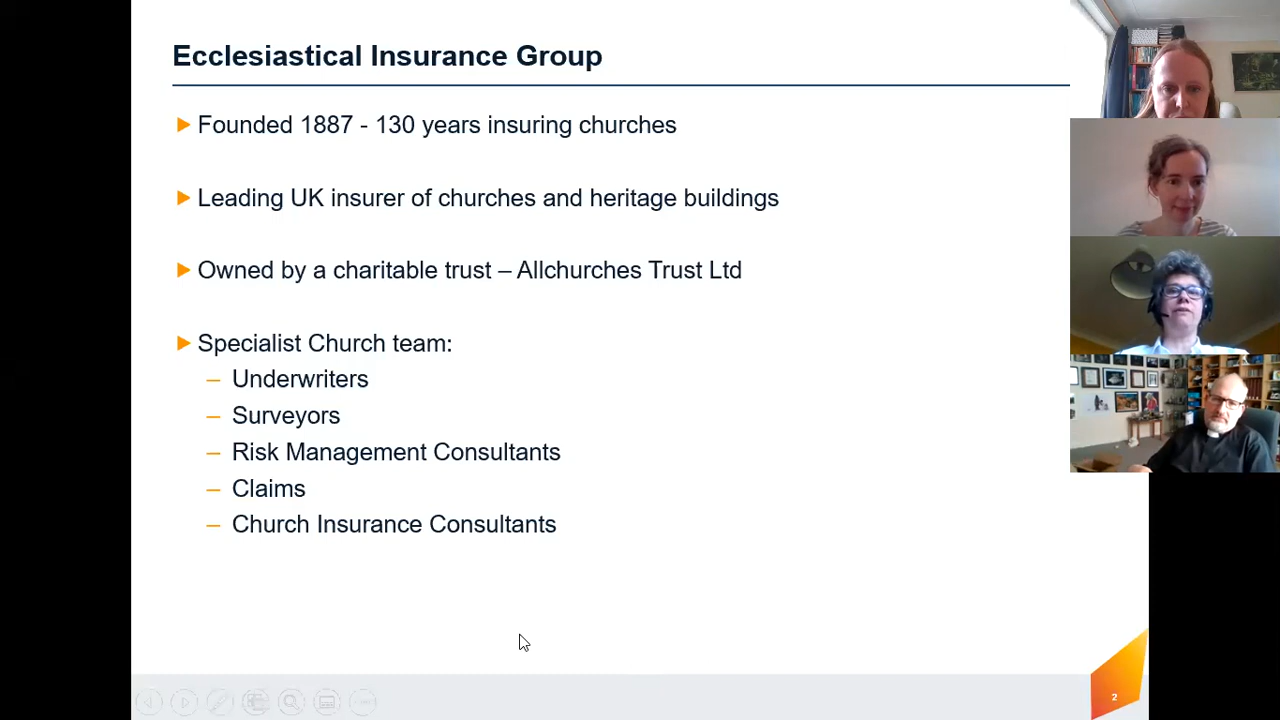 Ecclesiastical Insurance Group
Founded 1887 - 130 years insuring churches
Leading UK insurer of churches and heritage buildings
Owned by a charitable trust – Allchurches Trust Ltd
Specialist Church team:
– Underwriters
– Surveyors
– Risk Management Consultants
– Claims
– Church Insurance Consultants
2